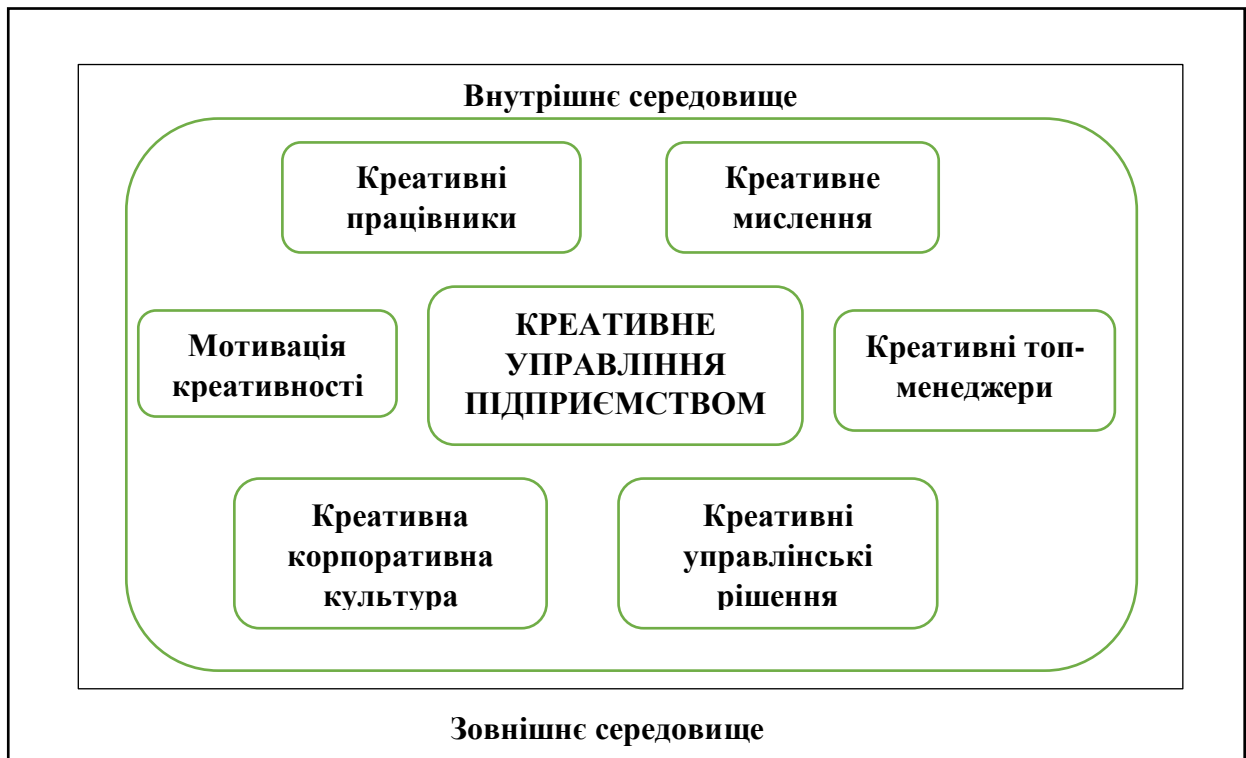 Внутрішнє середовище
Креативні
працівники
Креативне
мислення
Мотивація
креативності
КРЕАТИВНЕ
УПРАВЛІННЯ
ПІДПРИЄМСТВОМ
Креативні топ-
менеджери
Креативна
корпоративна
культура
Креативні
управлінські
рішення
Зовнішнє середовище